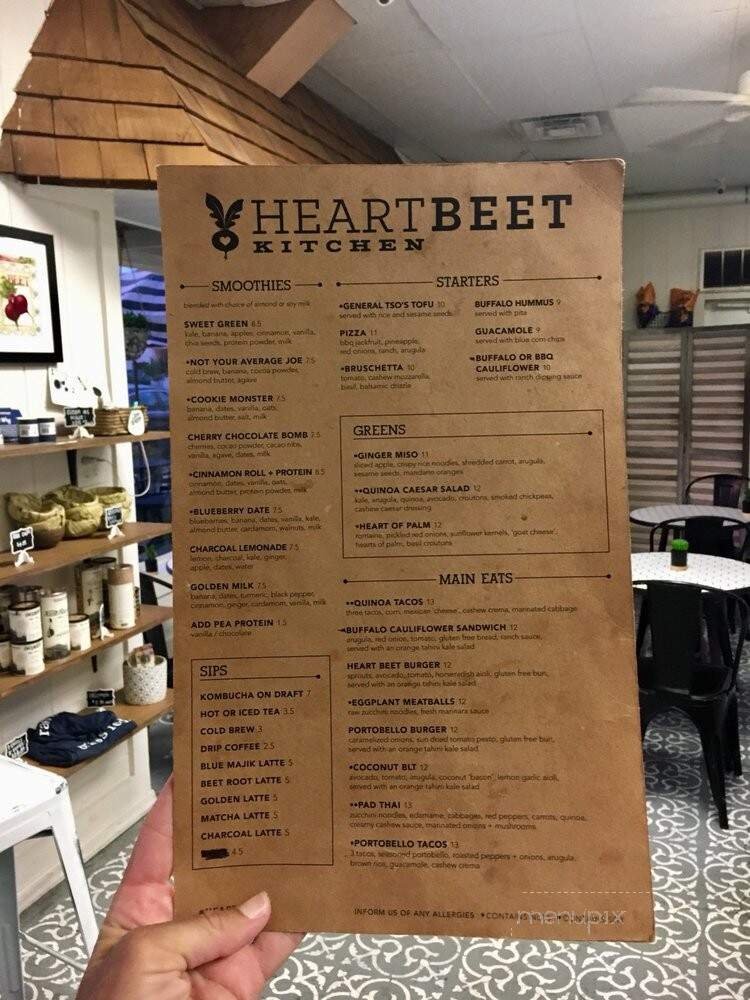 HEARTBEET
KITCHEN
SMOOTHIES
blended with choice of almond or soy milk
SWEET GREEN 8.5
kale, banana, apples, cinnamon, vanilla,
chia seeds, protein powder, milk
*NOT YOUR AVERAGE JOE 7.5
cold brew, banana, cocoa powder,
almond butter, agave
*COOKIE MONSTER 7.5
banana, dates, vanilla, oats,
almond butter, salt, milk
CHERRY CHOCOLATE BOMB 7.5
cherries, cocao powder, cacao nibs,
vanilla, agave, dates, milk
*CINNAMON ROLL + PROTEIN 8.5
cinnamon, dates, vanilla, oats,
almond butter, protein powder, milk
*BLUEBERRY DATE 7.5
blueberries, banana, dates, vanilla, kale,
almond butter, cardamom, walnuts, milk
CHARCOAL LEMONADE 7.5
lemon, charcoal, kale, ginger,
apple, dates, water
GOLDEN MILK 7.5
banana, dates, turmeric, black pepper,
cinnamon, ginger, cardamom, vanilla, milk
ADD PEA PROTEIN 1.5
vanilla / chocolate
SIPS
KOMBUCHA ON DRAFT 7
HOT OR ICED TEA 3.5
COLD BREW 3
DRIP COFFEE 2.5
BLUE MAJIK LATTE 5
BEET ROOT LATTE 5
GOLDEN LATTE 5
MATCHA LATTE 5
CHARCOAL LATTE 5
4.5
STARTERS
*GENERAL TSO'S TOFU 10
served with rice and sesame seeds
PIZZA 11
bbq jackfruit, pineapple,
red onions, ranch, arugula
*BRUSCHETTA 10
tomato, cashew mozzarella,
basil, balsamic
BUFFALO HUMMUS 9
served with pita
GUACAMOLE 9
served with blue corn chips
BUFFALO OR BBQ
CAULIFLOWER 10
served with ranch dipping sauce
GREENS
*GINGER MISO 11
sliced apple, crispy rice noodles, shredded carrot, arugula,
sesame seeds, mandarin oranges
**QUINOA CAESAR SALAD 12
kale, arugula, quinoa, avocado, croutons, smoked chickpeas,
cashew caesar dressing
*HEART OF PALM 12
romaine, pickled red onions, sunflower kernels, 'goat cheese',
hearts of palm, basil croutons
MAIN EATS
**QUINOA TACOS 13
three tacos, corn, mexican 'cheese', cashew crema, marinated cabbage
BUFFALO CAULIFLOWER SANDWICH 12
arugula, red onion, tomato, gluten free bread, ranch sauce,
served with an orange tahini kale salad
HEART BEET BURGER 12
sprouts, avocado, tomato, horseradish aioli, gluten free bun,
served with an orange tahini kale salad
*EGGPLANT MEATBALLS 12
raw zucchini noodles, fresh marinara sauce
PORTOBELLO BURGER 12
caramelized onions, sun dried tomato pesto, gluten free bun,
served with an orange tahini kale salad
*COCONUT BLT 12
avocado, tomato, arugula, coconut "bacon", lemon garlic aioli,
served with an orange tahini kale salad
**PAD THAI 13
zucchini noodles, edamame, cabbages, red peppers, carrots, quinoa,
creamy cashew sauce, marinated onions + mushrooms
*PORTOBELLO TACOS 13
3 tacos, seasoned portobello, roasted peppers + onions, arugula,
brown rice, guacamole, cashew crema
INFORM US OF ANY ALLERGIES
menupix